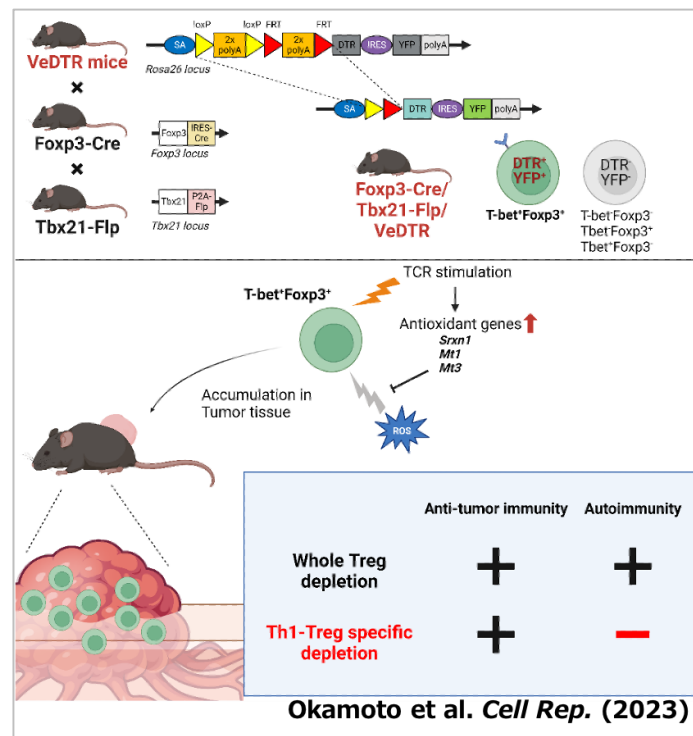 loxP loxP FRT FRT
SA 2x polyA 2x polyA DTR IRES YFP polyA
Rosa26 locus
VeDTR mice
×
SA DTR IRES YFP polyA
Foxp3-Cre
Foxp3 IRES-Cre
Foxp3 locus
×
Tbx21-Flp
Tbx21 P2A-Flp
Tbx21 locus
Foxp3-Cre/
Tbx21-Flp/
VeDTR
DTR⁺
YFP⁺
T-bet⁺Foxp3⁺
DTR⁻
YFP⁻
T-bet⁻Foxp3⁻
Tbet⁻Foxp3⁺
Tbet⁺Foxp3⁻
T-bet⁺Foxp3⁺
TCR stimulation
Antioxidant genes
Srxn1
Mt1
Mt3
Accumulation in
Tumor tissue
ROS
Anti-tumor immunity Autoimmunity
Whole Treg
depletion
+ +
Th1-Treg specific
depletion
+ −
Okamoto et al. Cell Rep. (2023)